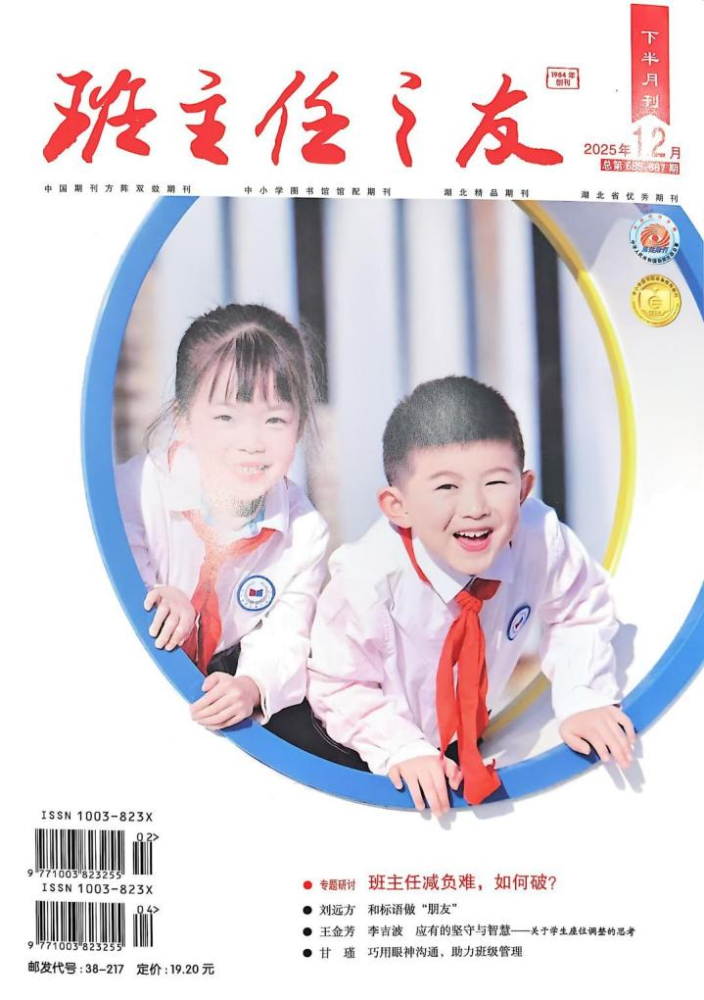 下半月刊
班主任之友
1984年
创刊
2025年12月
总第685-687期
中国期刊方阵双效期刊 中小学图书馆馆配期刊 湖北精品期刊 湖北省优秀期刊
ISSN 1003-823X
02>
9 771003 823255
ISSN 1003-823X
04>
9 771003 823255
邮发代号：38-217 定价：19.20元
● 专题研讨 班主任减负难，如何破？
● 刘远方 和标语做“朋友”
● 王金芳 李吉波 应有的坚守与智慧——关于学生座位调整的思考
● 甘 瑾 巧用眼神沟通，助力班级管理